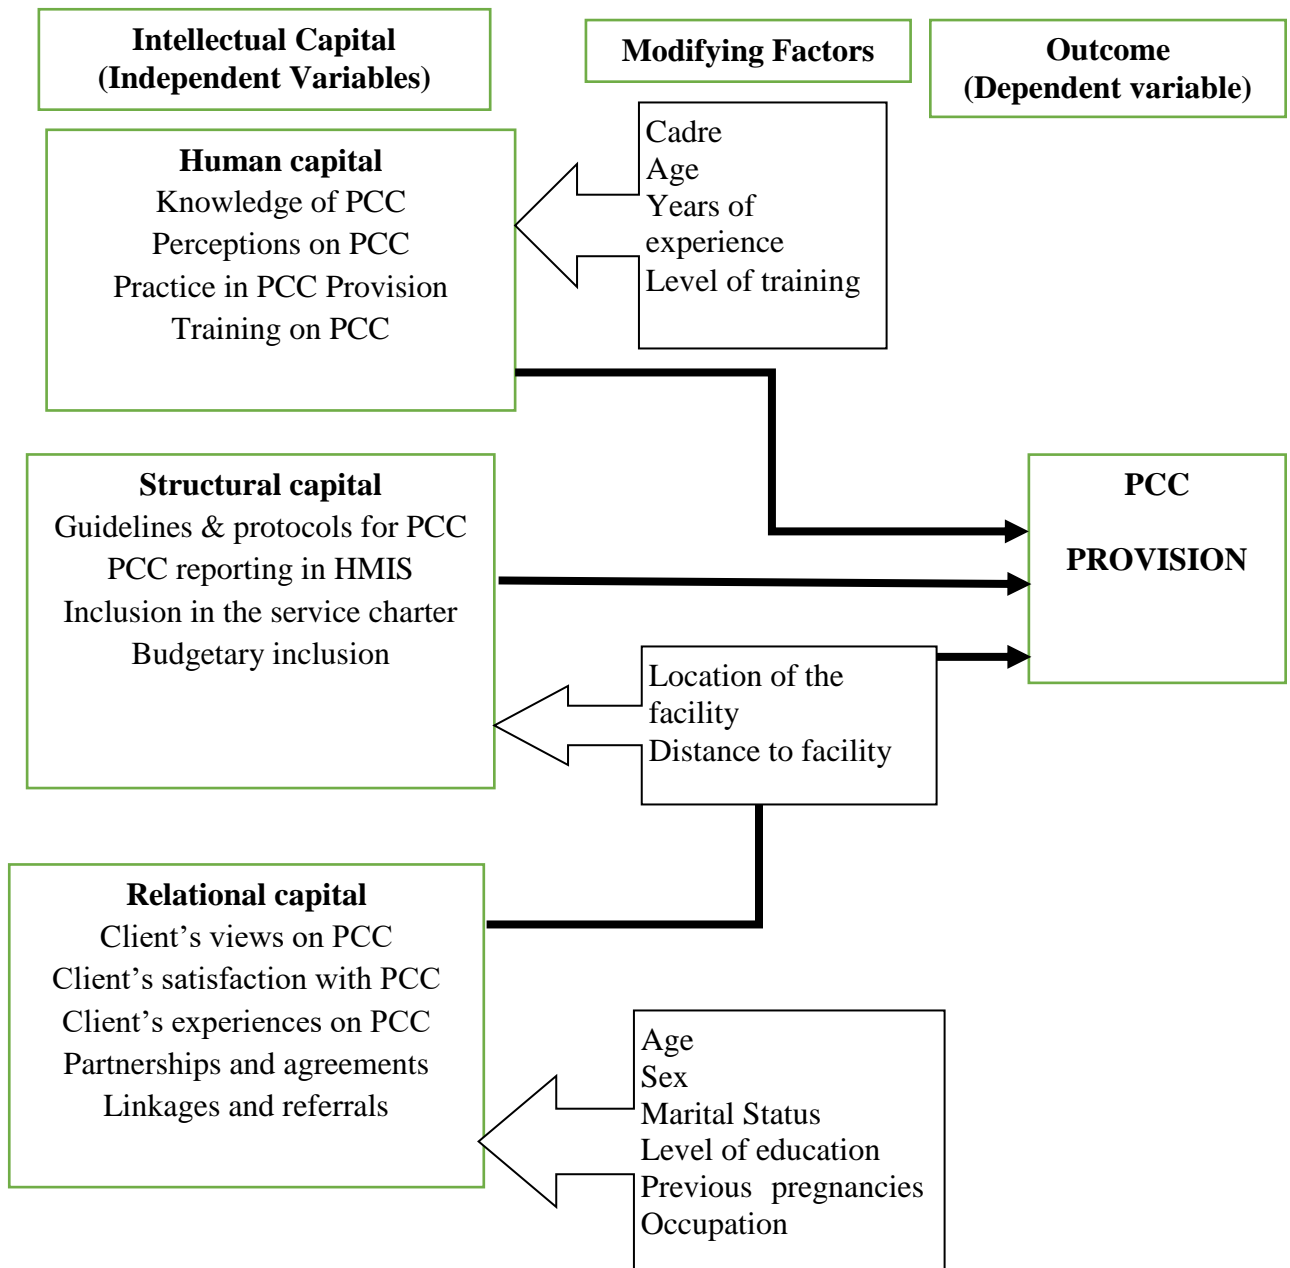 Intellectual Capital
(Independent Variables)
Modifying Factors
Outcome
(Dependent variable)
Human capital
Knowledge of PCC
Perceptions on PCC
Practice in PCC Provision
Training on PCC
Cadre
Age
Years of
experience
Level of training
Structural capital
Guidelines & protocols for PCC
PCC reporting in HMIS
Inclusion in the service charter
Budgetary inclusion
PCC
PROVISION
Location of the
facility
Distance to facility
Relational capital
Client’s views on PCC
Client’s satisfaction with PCC
Client’s experiences on PCC
Partnerships and agreements
Linkages and referrals
Age
Sex
Marital Status
Level of education
Previous pregnancies
Occupation